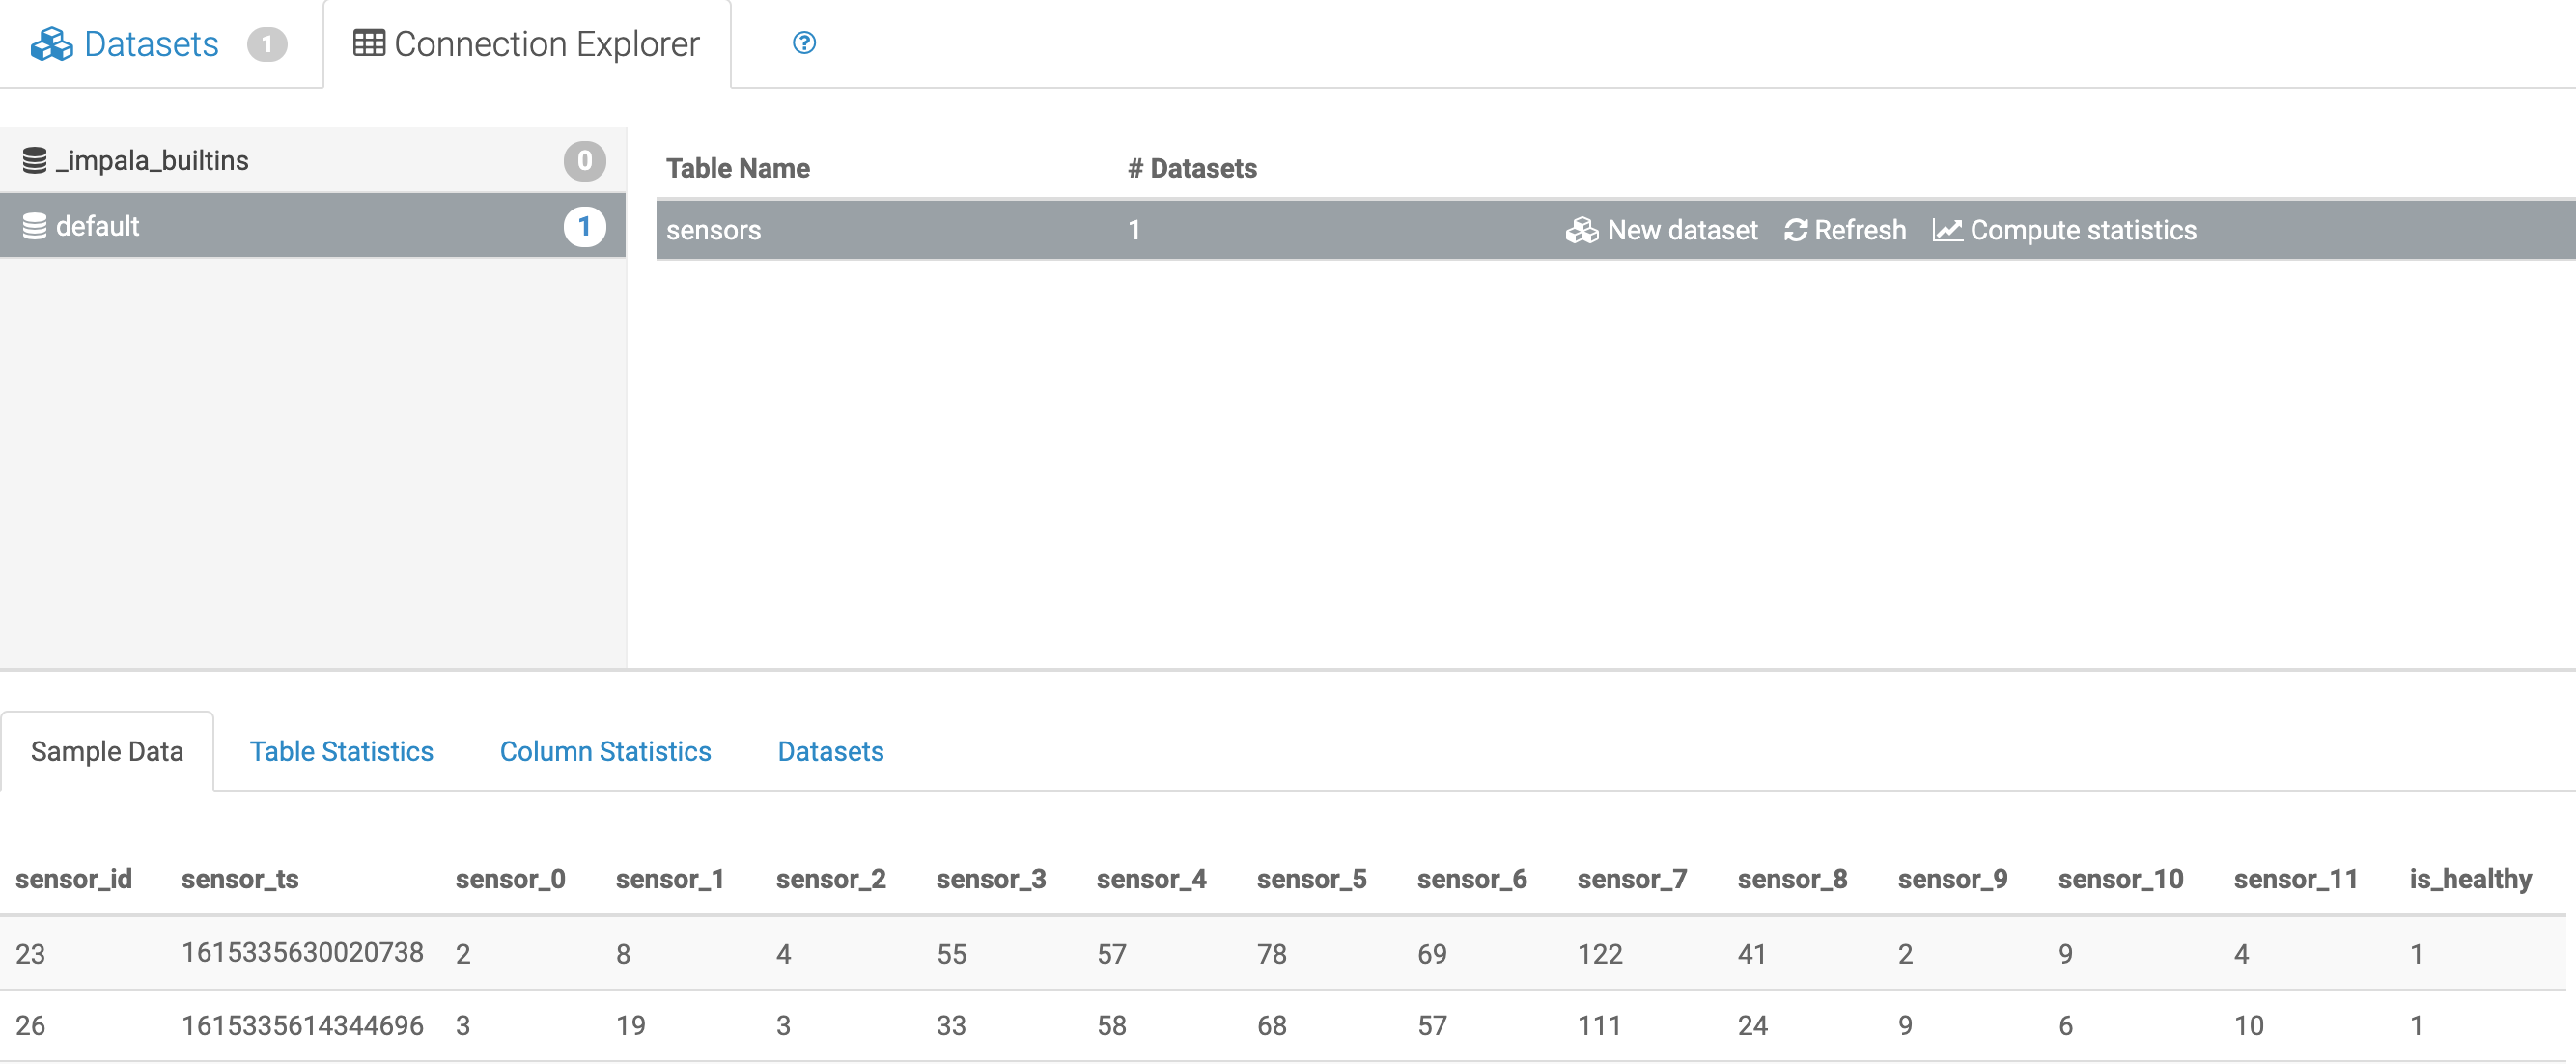 Datasets 1 Connection Explorer
_impala_builtins 0
default 1
Table Name # Datasets
sensors 1 New dataset Refresh Compute statistics
Sample Data Table Statistics Column Statistics Datasets
sensor_id sensor_ts sensor_0 sensor_1 sensor_2 sensor_3 sensor_4 sensor_5 sensor_6 sensor_7 sensor_8 sensor_9 sensor_10 sensor_11 is_healthy
23 1615335630020738 2 8 4 55 57 78 69 122 41 2 9 4 1
26 1615335614344696 3 19 3 33 58 68 57 111 24 9 6 10 1